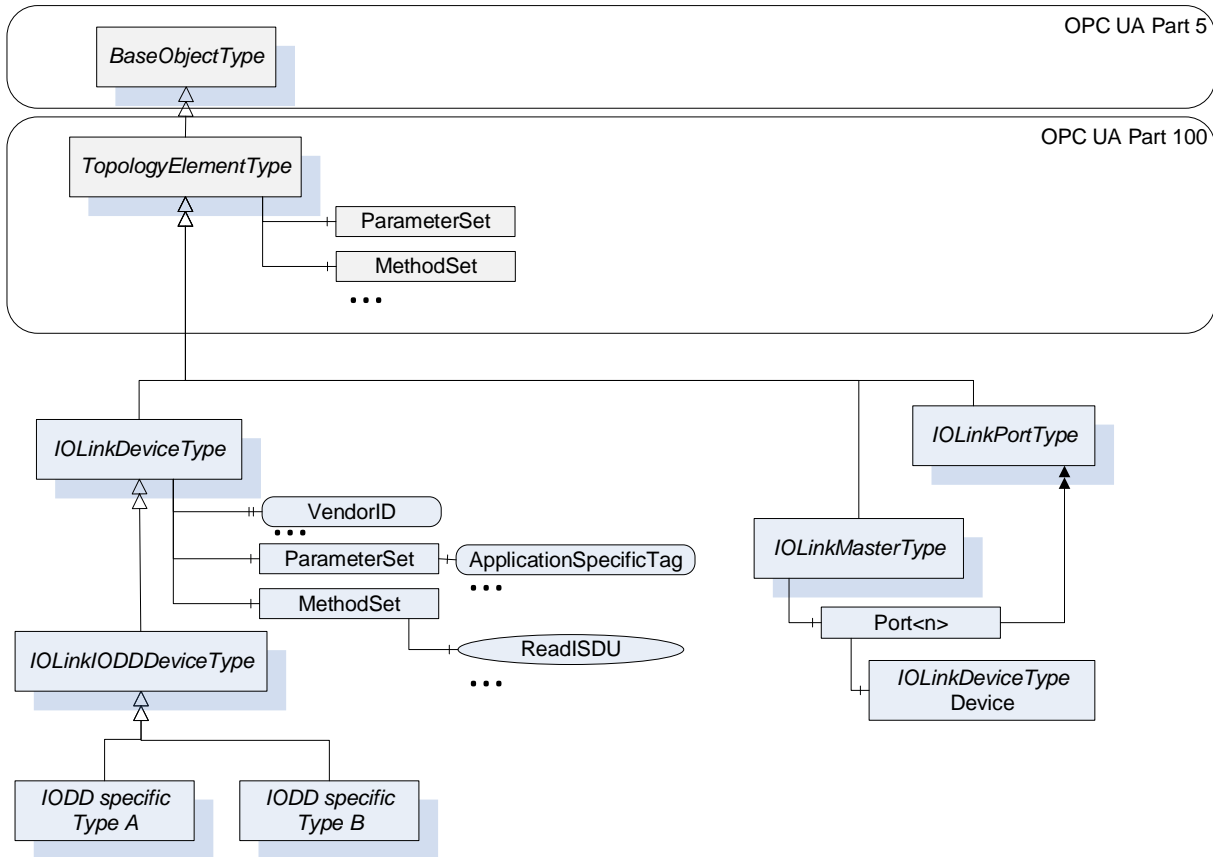 OPC UA Part 5
BaseObjectType
OPC UA Part 100
TopologyElementType
ParameterSet
MethodSet
...
IOLinkDeviceType
IOLinkPortType
VendorID
...
IOLinkMasterType
ParameterSet
ApplicationSpecificTag
...
MethodSet
Port<n>
ReadISDU
...
IOLinkIODDDeviceType
IOLinkDeviceType
Device
IODD specific
Type A
IODD specific
Type B